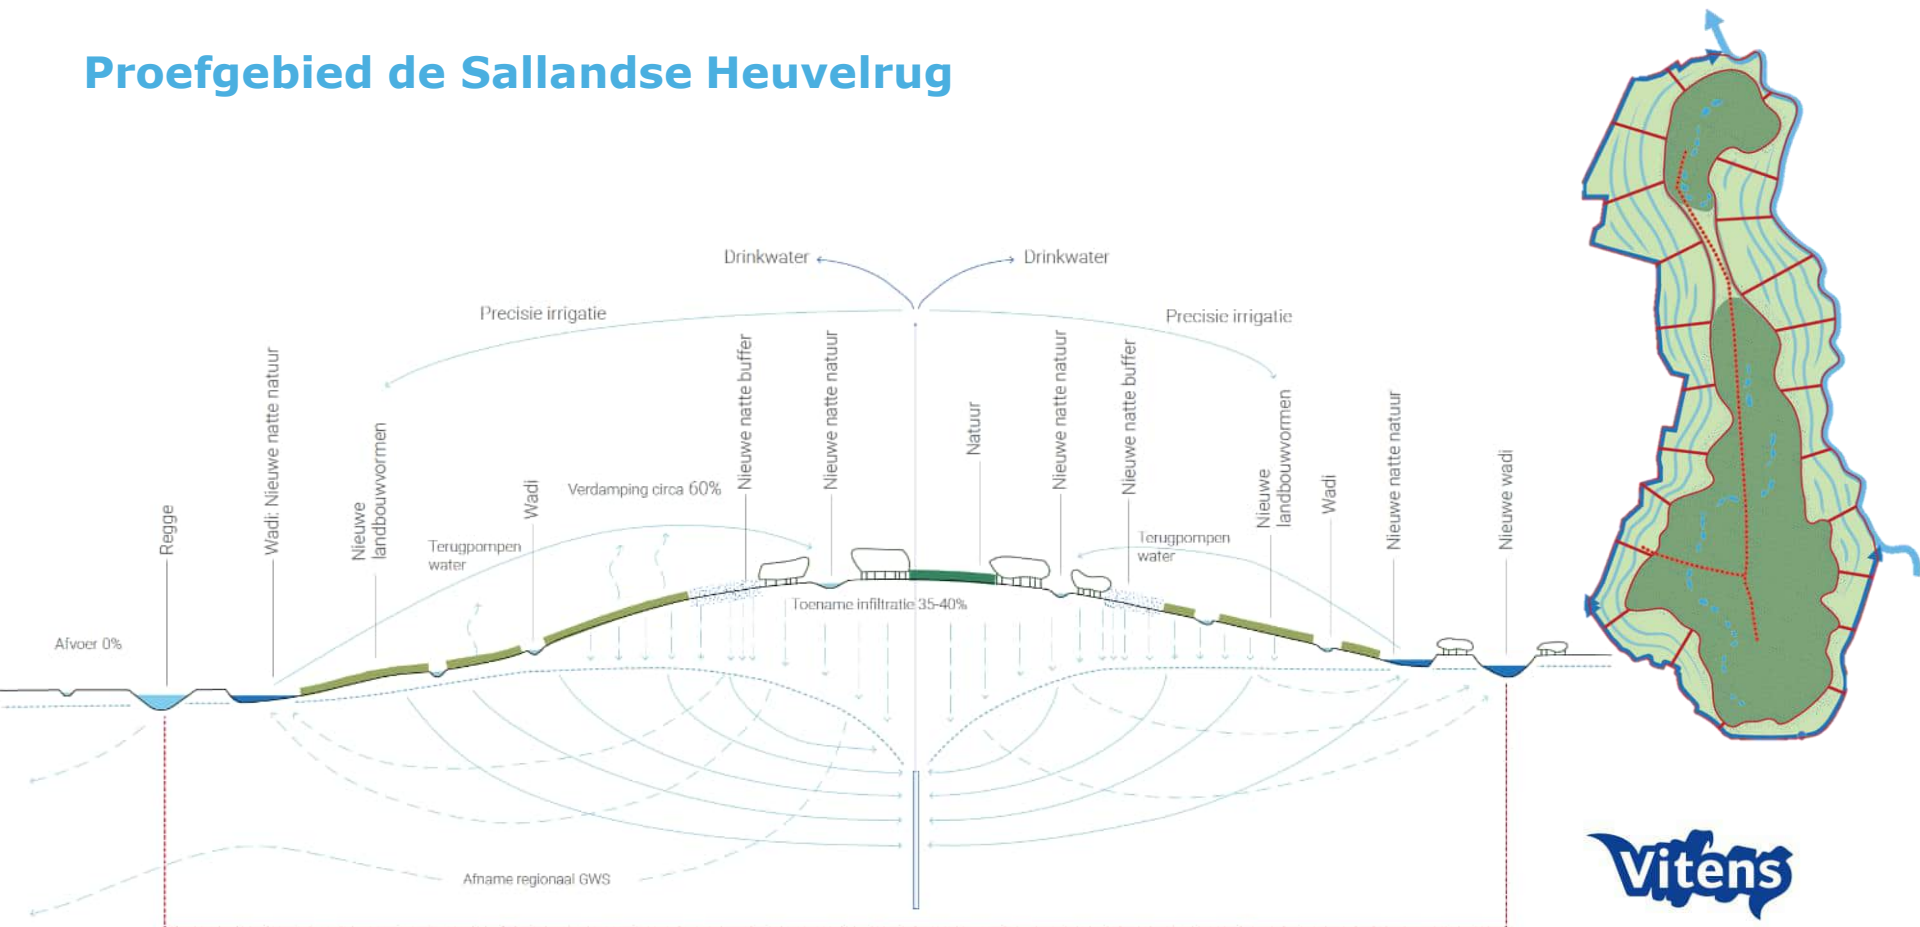 Proefgebied de Sallandse Heuvelrug
Drinkwater
Drinkwater
Precisie irrigatie
Precisie irrigatie
Regge
Wadi: Nieuwe natte natuur
Nieuwe
landbouwvormen
Wadi
Nieuwe natte buffer
Nieuwe natte natuur
Natuur
Nieuwe natte natuur
Nieuwe natte buffer
Nieuwe
landbouwvormen
Wadi
Nieuwe natte natuur
Nieuwe wadi
Verdamping circa 60%
Terugpompen
water
Terugpompen
water
Toename infiltratie 35-40%
Afvoer 0%
Afname regionaal GWS
Vitens